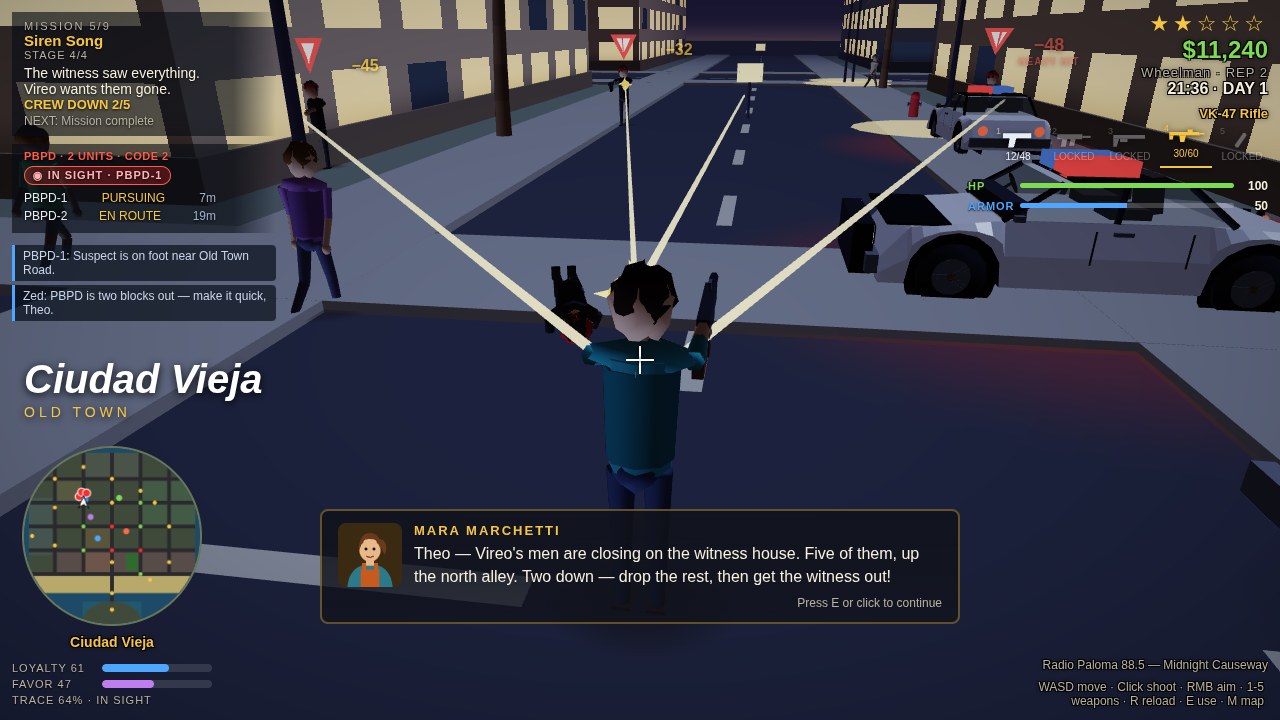 MISSION 5/9
Siren Song
STAGE 4/4
The witness saw everything.
Vireo wants them gone.
CREW DOWN 2/5
NEXT: Mission complete
PBPD · 2 UNITS · CODE 2
◉ IN SIGHT · PBPD-1
PBPD-1 PURSUING 7m
PBPD-2 EN ROUTE 19m
PBPD-1: Suspect is on foot near Old Town
Road.
Zed: PBPD is two blocks out — make it quick,
Theo.
Ciudad Vieja
OLD TOWN
Ciudad Vieja
LOYALTY 61
FAVOR 47
TRACE 64% · IN SIGHT
−45
−32
−48
HEAVY HIT
★ ★ ☆ ☆ ☆
$11,240
Wheelman · REP 2
21:36 · DAY 1
VK-47 Rifle
1 2 3 4 5
12/48 LOCKED LOCKED 30/60 LOCKED
HP 100
ARMOR 50
MARA MARCHETTI
Theo — Vireo's men are closing on the witness house. Five of them, up
the north alley. Two down — drop the rest, then get the witness out!
Press E or click to continue
Radio Paloma 88.5 — Midnight Causeway
WASD move · Click shoot · RMB aim · 1-5
weapons · R reload · E use · M map